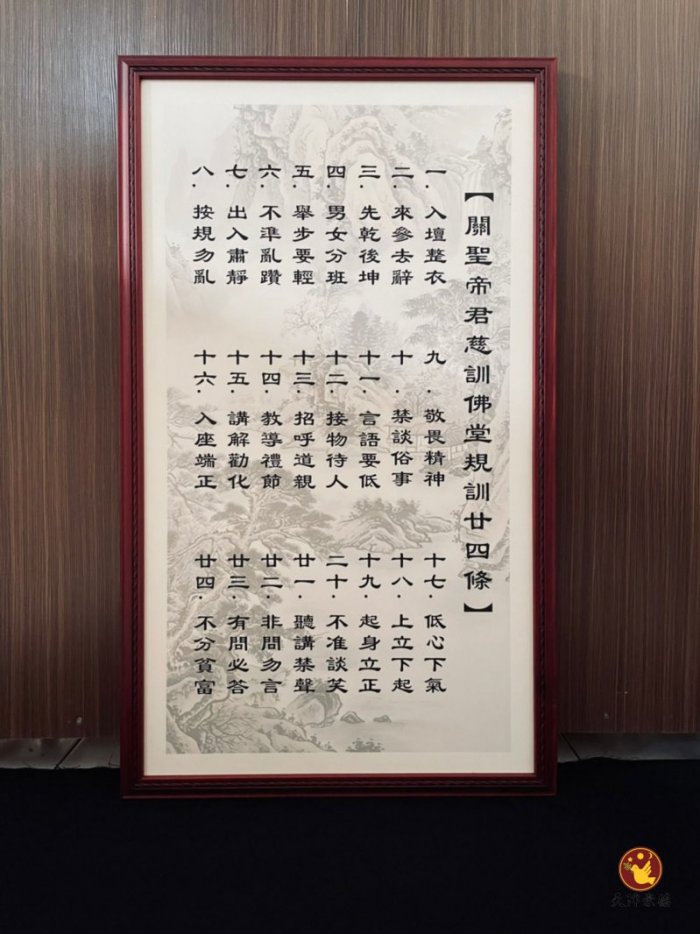 【關聖帝君慈訓佛堂規訓廿四條】
一．入壇整衣
二．來參去辭
三．先乾後坤
四．男女分班
五．舉步要輕
六．不準亂鑽
七．出入肅靜
八．按規勿亂
九．敬畏精神
十．禁談俗事
十一．言語要低
十二．接物待人
十三．招呼道親
十四．教導禮節
十五．講解勸化
十六．入座端正
十七．低心下氣
十八．上立下起
十九．起身立正
二十．不准談笑
廿一．聽講禁聲
廿二．非問勿言
廿三．有問必答
廿四．不分貧富